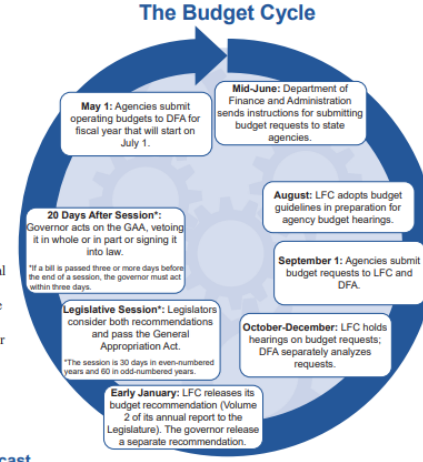 The Budget Cycle
Mid-June: Department of
Finance and Administration
sends instructions for submitting
budget requests to state
agencies.
August: LFC adopts budget
guidelines in preparation for
agency budget hearings.
September 1: Agencies submit
budget requests to LFC and
DFA.
October-December: LFC holds
hearings on budget requests;
DFA separately analyzes
requests.
Early January: LFC releases its
budget recommendation (Volume
2 of its annual report to the
Legislature). The governor release
a separate recommendation.
Legislative Session*: Legislators
consider both recommendations
and pass the General
Appropriation Act.
*The session is 30 days in even-numbered
years and 60 in odd-numbered years.
20 Days After Session*:
Governor acts on the GAA, vetoing
it in whole or in part or signing it
into law.
*If a bill is passed three or more days before
the end of a session, the governor must act
within three days.
May 1: Agencies submit
operating budgets to DFA for
fiscal year that will start on
July 1.